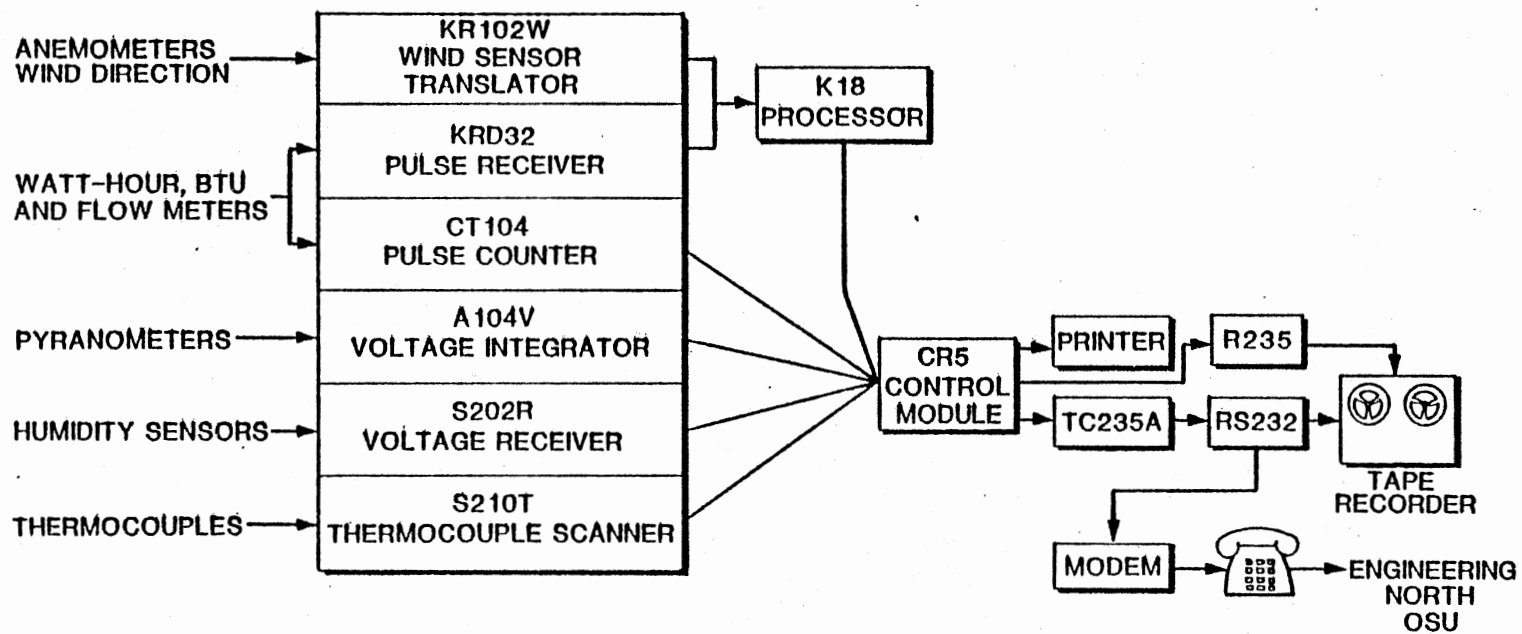 ANEMOMETERS
WIND DIRECTION
WATT-HOUR, BTU
AND FLOW METERS
PYRANOMETERS
HUMIDITY SENSORS
THERMOCOUPLES
KR102W
WIND SENSOR
TRANSLATOR
KRD32
PULSE RECEIVER
CT104
PULSE COUNTER
A104V
VOLTAGE INTEGRATOR
S202R
VOLTAGE RECEIVER
S210T
THERMOCOUPLE SCANNER
K18
PROCESSOR
CR5
CONTROL
MODULE
PRINTER
R235
TC235A
RS232
TAPE
RECORDER
MODEM
ENGINEERING
NORTH
OSU